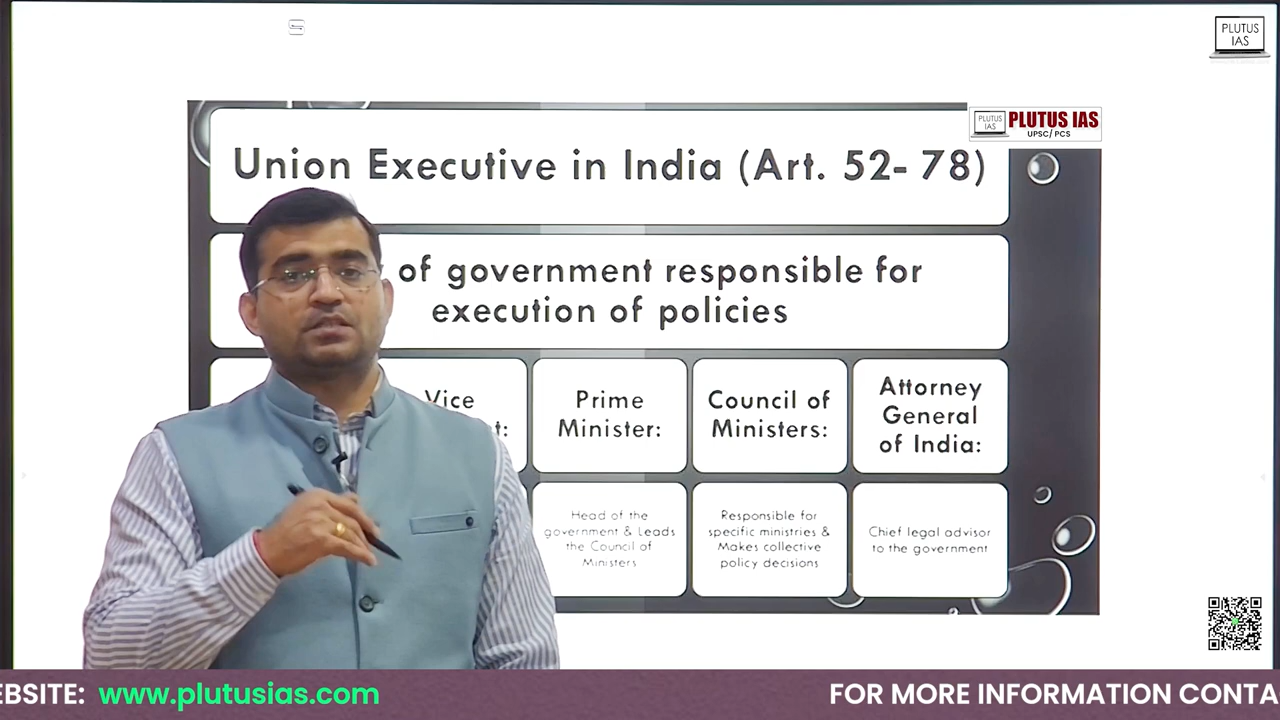 PLUTUS
IAS
PLUTUS
IAS
PLUTUS IAS
UPSC/ PCS
Union Executive in India (Art. 52- 78)
of government responsible for
execution of policies
Vice
t:
Prime
Minister:
Council of
Ministers:
Attorney
General
of India:
Head of the
government & Leads
the Council of
Ministers
Responsible for
specific ministries &
Makes collective
policy decisions
Chief legal advisor
to the government
EBSITE: www.plutusias.com
FOR MORE INFORMATION CONTA